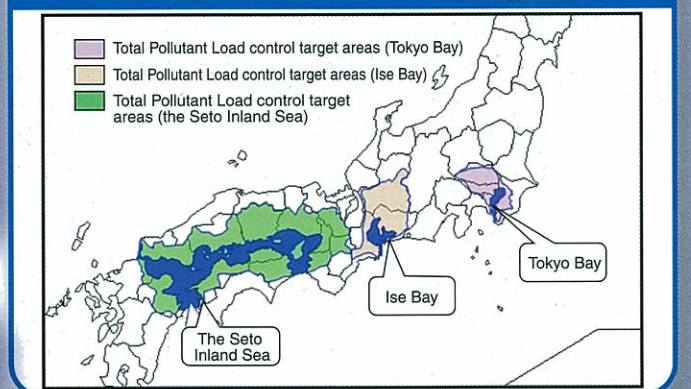 Total Pollutant Load control target areas (Tokyo Bay)
Total Pollutant Load control target areas (Ise Bay)
Total Pollutant Load control target
areas (the Seto Inland Sea)
Tokyo Bay
Ise Bay
The Seto
Inland Sea